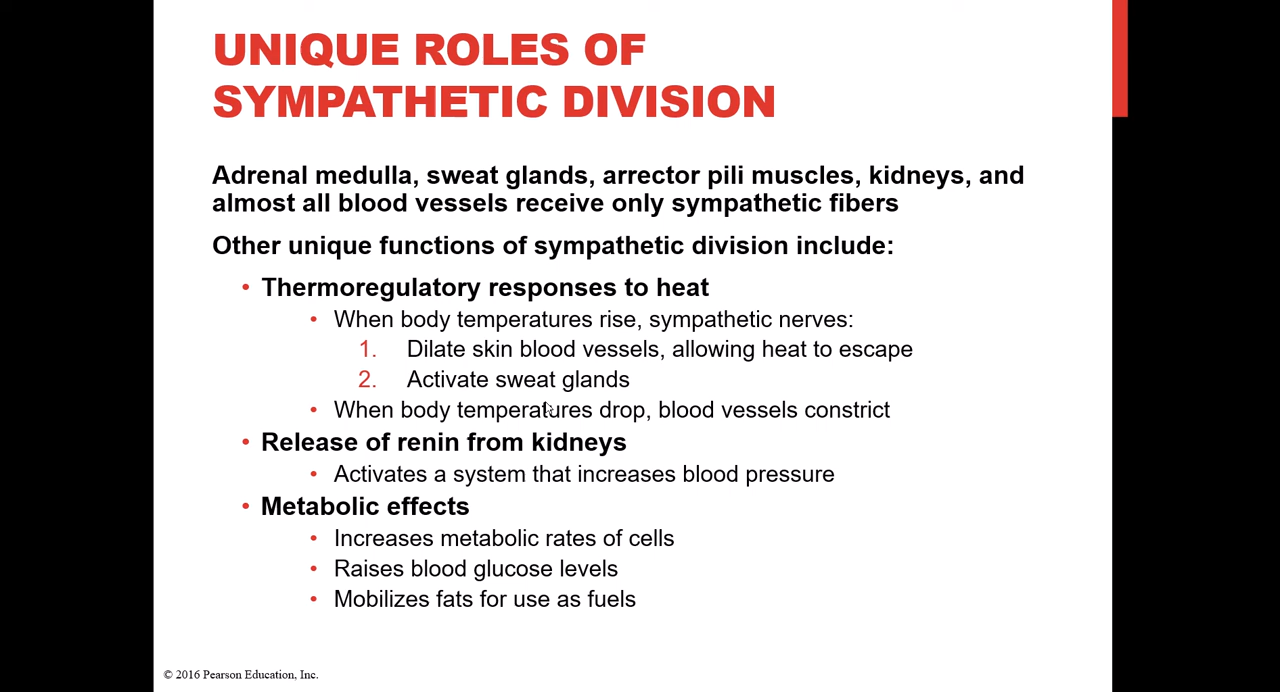 UNIQUE ROLES OF
SYMPATHETIC DIVISION
Adrenal medulla, sweat glands, arrector pili muscles, kidneys, and
almost all blood vessels receive only sympathetic fibers
Other unique functions of sympathetic division include:
• Thermoregulatory responses to heat
• When body temperatures rise, sympathetic nerves:
1. Dilate skin blood vessels, allowing heat to escape
2. Activate sweat glands
• When body temperatures drop, blood vessels constrict
• Release of renin from kidneys
• Activates a system that increases blood pressure
• Metabolic effects
• Increases metabolic rates of cells
• Raises blood glucose levels
• Mobilizes fats for use as fuels
© 2016 Pearson Education, Inc.